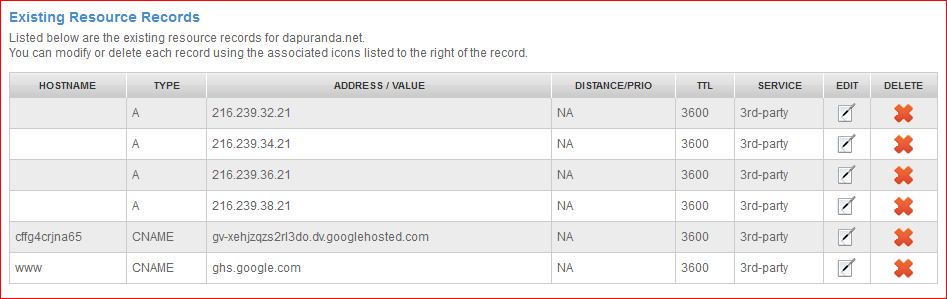 Existing Resource Records
Listed below are the existing resource records for dapuranda.net.
You can modify or delete each record using the associated icons listed to the right of the record.
HOSTNAME TYPE ADDRESS / VALUE DISTANCE/PRIO TTL SERVICE EDIT DELETE
A 216.239.32.21 NA 3600 3rd-party
A 216.239.34.21 NA 3600 3rd-party
A 216.239.36.21 NA 3600 3rd-party
A 216.239.38.21 NA 3600 3rd-party
cffg4crjna65 CNAME gv-xehjzqzs2rl3do.dv.googlehosted.com NA 3600 3rd-party
www CNAME ghs.google.com NA 3600 3rd-party